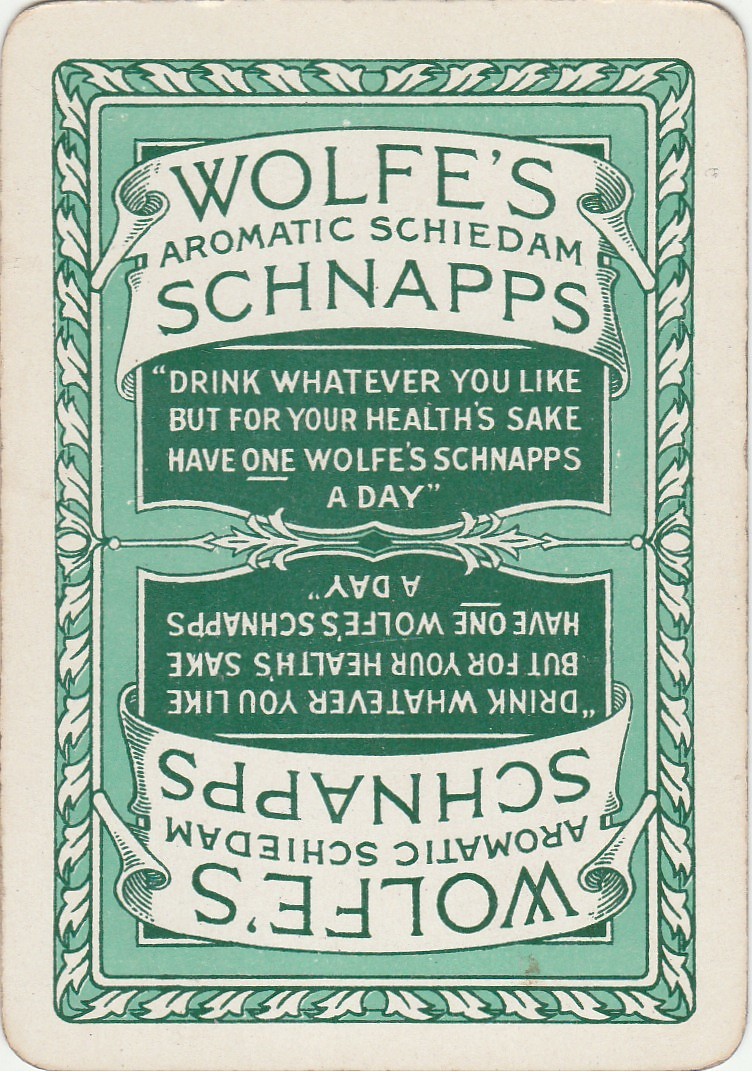 WOLFE'S
AROMATIC SCHIEDAM
SCHNAPPS
"DRINK WHATEVER YOU LIKE
BUT FOR YOUR HEALTH'S SAKE
HAVE ONE WOLFE'S SCHNAPPS
A DAY"
WOLFE'S
AROMATIC SCHIEDAM
SCHNAPPS
"DRINK WHATEVER YOU LIKE
BUT FOR YOUR HEALTH'S SAKE
HAVE ONE WOLFE'S SCHNAPPS
A DAY"